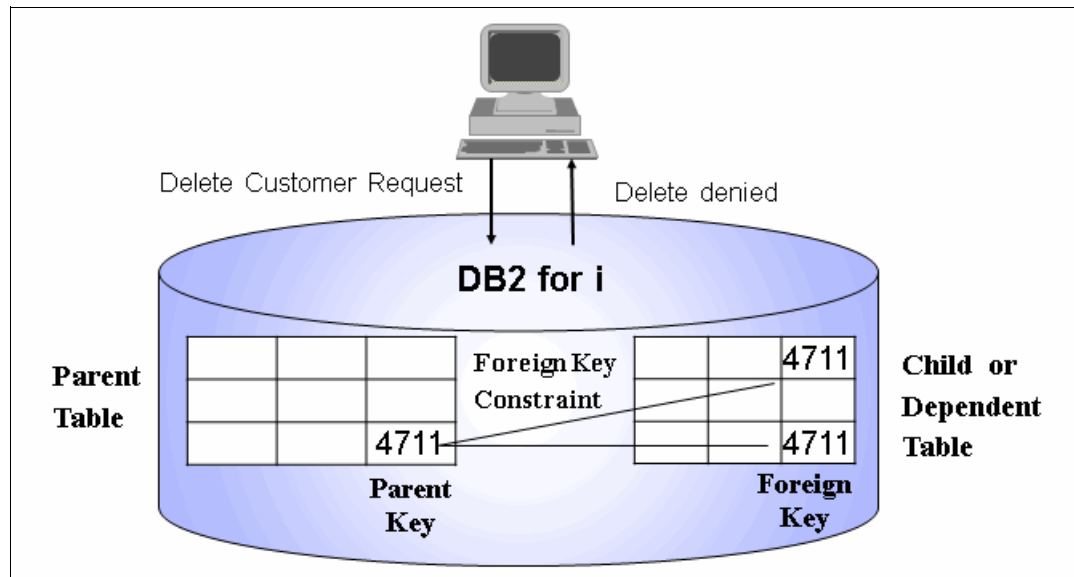 Delete Customer Request
Delete denied
DB2 for i
Parent
Table
4711
Parent
Key
Foreign Key
Constraint
4711
4711
Foreign
Key
Child or
Dependent
Table